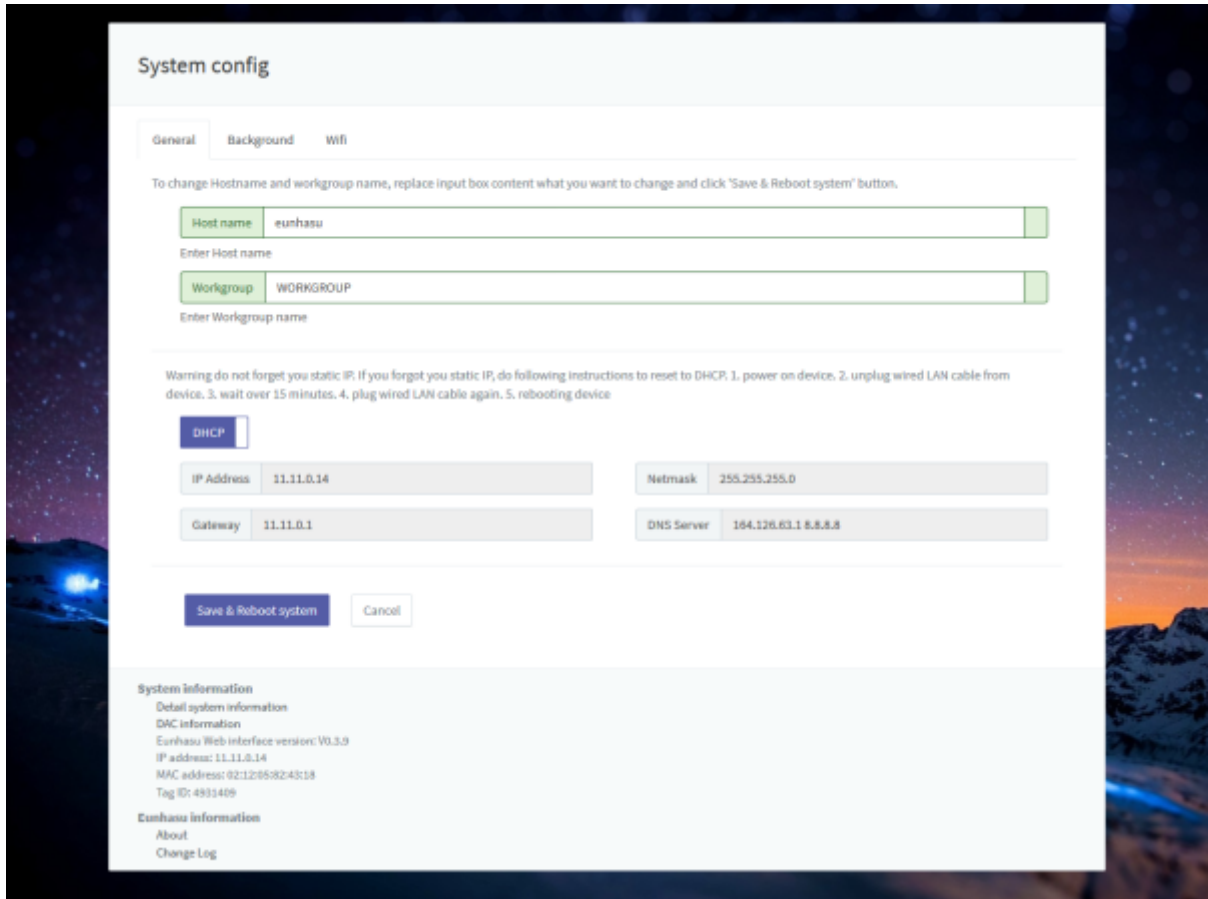 System config
General Background Wifi
To change Hostname and workgroup name, replace input box content what you want to change and click 'Save & Reboot system' button.
Host name eunhasu
Enter Host name
Workgroup WORKGROUP
Enter Workgroup name
Warning do not forget you static IP. If you forgot you static IP, do following instructions to reset to DHCP. 1. power on device. 2. unplug wired LAN cable from
device. 3. wait over 15 minutes. 4. plug wired LAN cable again. 5. rebooting device
DHCP
IP Address 11.11.0.14 Netmask 255.255.255.0
Gateway 11.11.0.1 DNS Server 164.126.63.1 8.8.8.8
Save & Reboot system Cancel
System information
Detail system information
DAC information
Eunhasu Web interface version: V0.3.9
IP address: 11.11.0.14
MAC address: 02:12:05:82:43:18
Tag ID: 4931409
Eunhasu information
About
Change Log